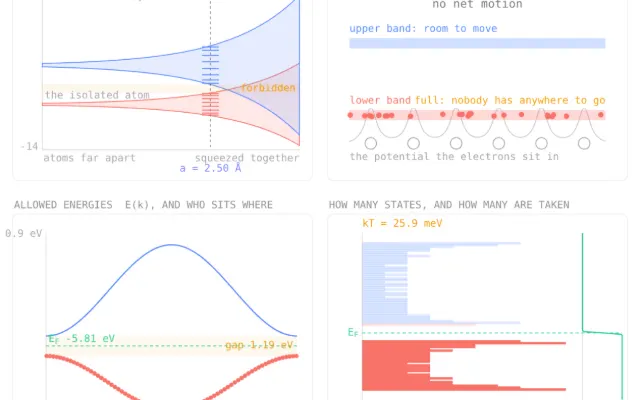 no net motion
upper band: room to move
forbidden
the isolated atom
lower band full: nobody has anywhere to go
-14
atoms far apart squeezed together
the potential the electrons sit in
a = 2.50 Å
ALLOWED ENERGIES E(k), AND WHO SITS WHERE
HOW MANY STATES, AND HOW MANY ARE TAKEN
kT = 25.9 meV
0.9 eV
EF -5.81 eV
gap 1.19 eV
EF